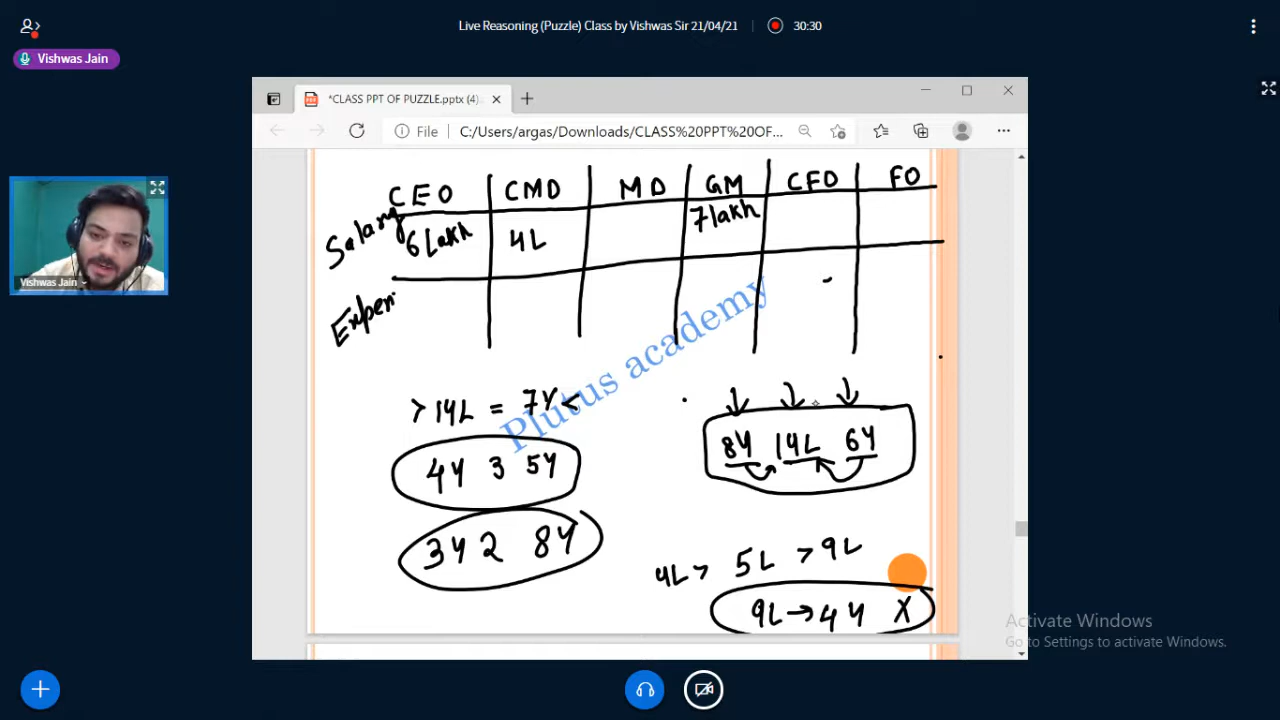 Live Reasoning (Puzzle) Class by Vishwas Sir 21/04/21
30:30
Vishwas Jain
*CLASS PPT OF PUZZLE.pptx (4)
File
C:/Users/argas/Downloads/CLASS%20PPT%20OF...
CEO CMD MD GM CFO FO
Salary 6 Lakh 4L 7 lakh
Experi
Vishwas Jain
Plutus academy
> 14L = 7Y <
8Y 14L 6Y
4Y 3 5Y
3Y 2 8Y
4L > 5L > 9L
9L → 4Y X
Activate Windows
Go to Settings to activate Windows.